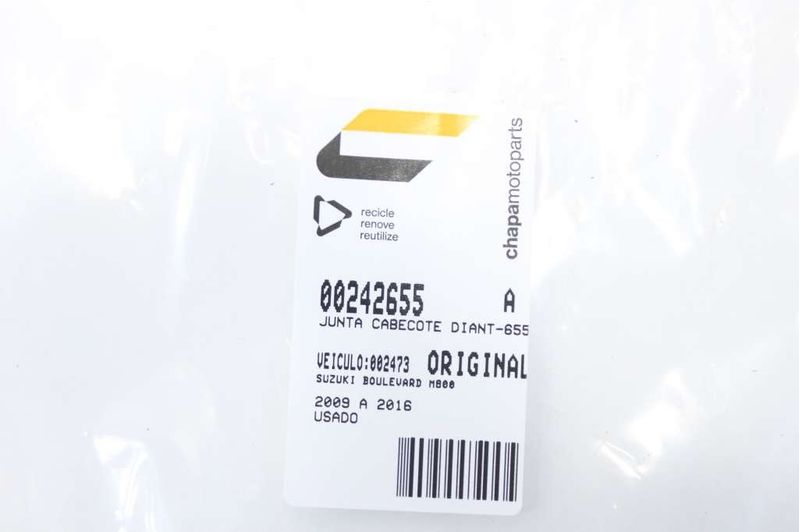 chapamotoparts
recicle
renove
reutilize
00242655 A
JUNTA CABECOTE DIANT-655
VEICULO:002473 ORIGINAL
SUZUKI BOULEVARD M800
2009 A 2016
USADO